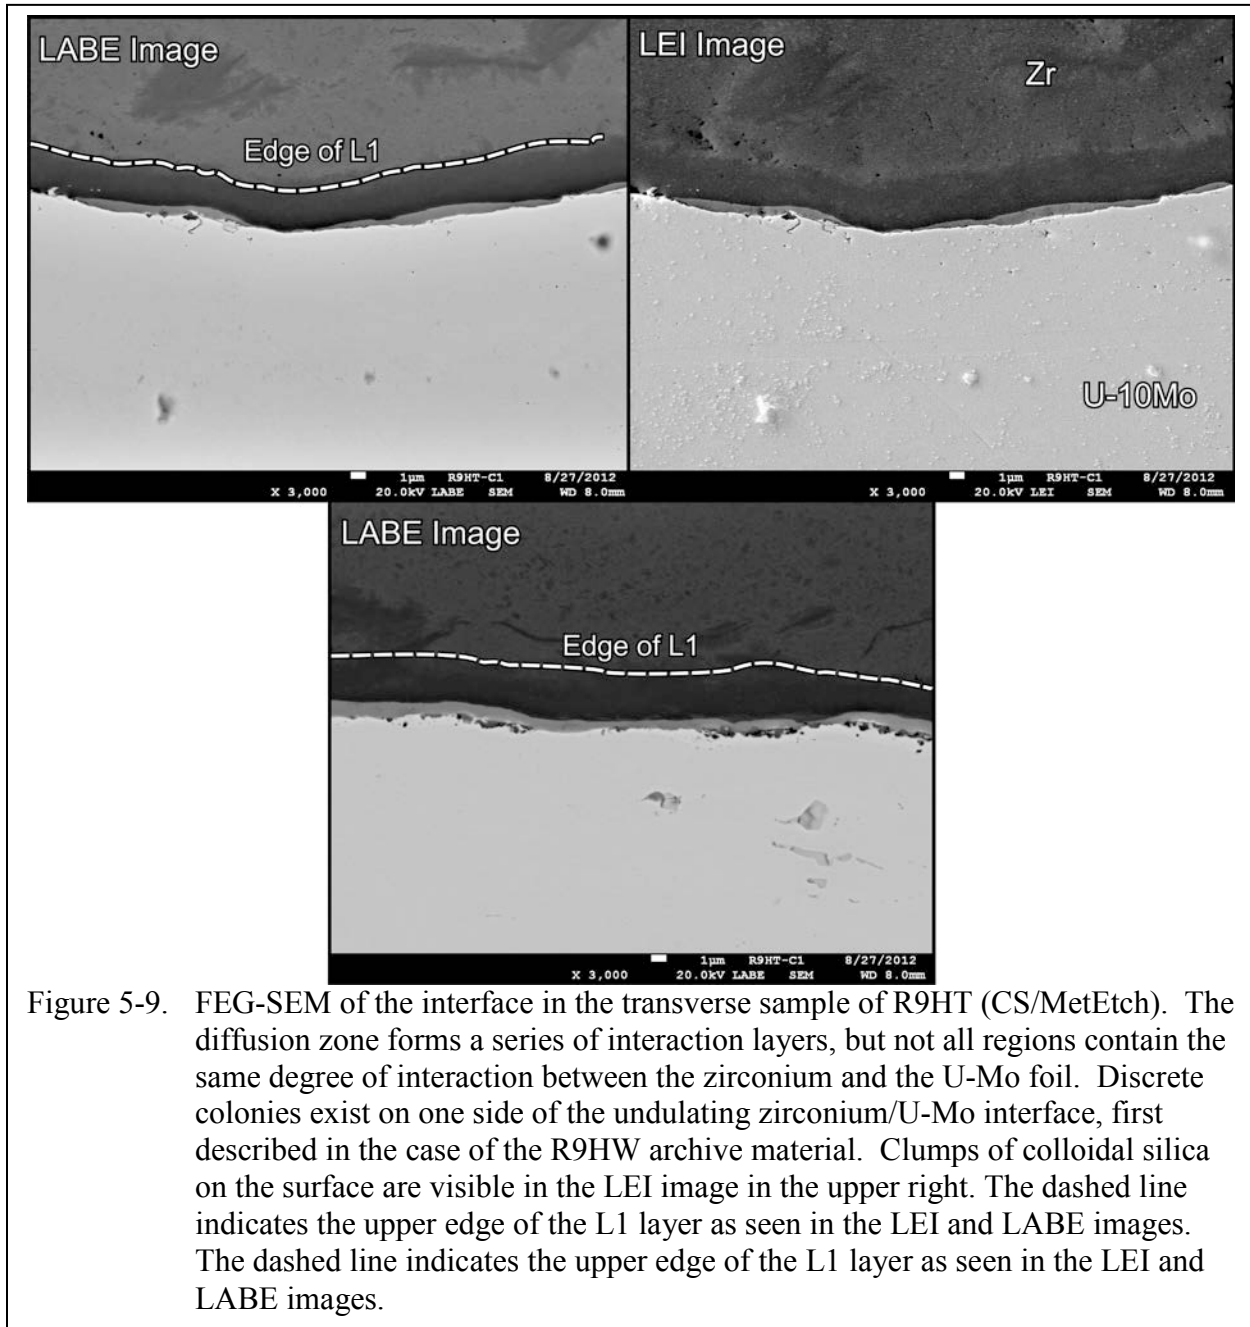 LABE Image
Edge of L1
1µm R9HT-C1 8/27/2012
X 3,000 20.0kV LABE SEM WD 8.0mm
LEI Image
Zr
U-10Mo
1µm R9HT-C1 8/27/2012
X 3,000 20.0kV LEI SEM WD 8.0mm
LABE Image
Edge of L1
1µm R9HT-C1 8/27/2012
X 3,000 20.0kV LABE SEM WD 8.0mm
Figure 5-9. FEG-SEM of the interface in the transverse sample of R9HT (CS/MetEtch). The
diffusion zone forms a series of interaction layers, but not all regions contain the
same degree of interaction between the zirconium and the U-Mo foil. Discrete
colonies exist on one side of the undulating zirconium/U-Mo interface, first
described in the case of the R9HW archive material. Clumps of colloidal silica
on the surface are visible in the LEI image in the upper right. The dashed line
indicates the upper edge of the L1 layer as seen in the LEI and LABE images.
The dashed line indicates the upper edge of the L1 layer as seen in the LEI and
LABE images.